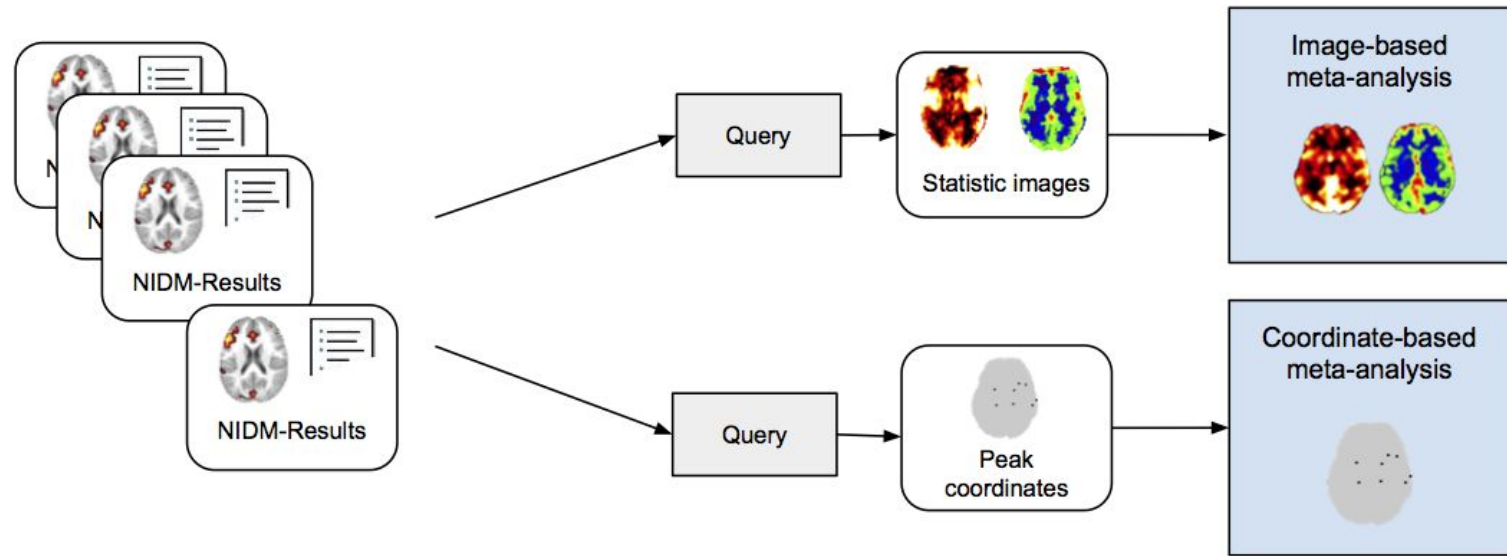 N
N
NIDM-Results
NIDM-Results
Query
Statistic images
Image-based
meta-analysis
Query
Peak
coordinates
Coordinate-based
meta-analysis